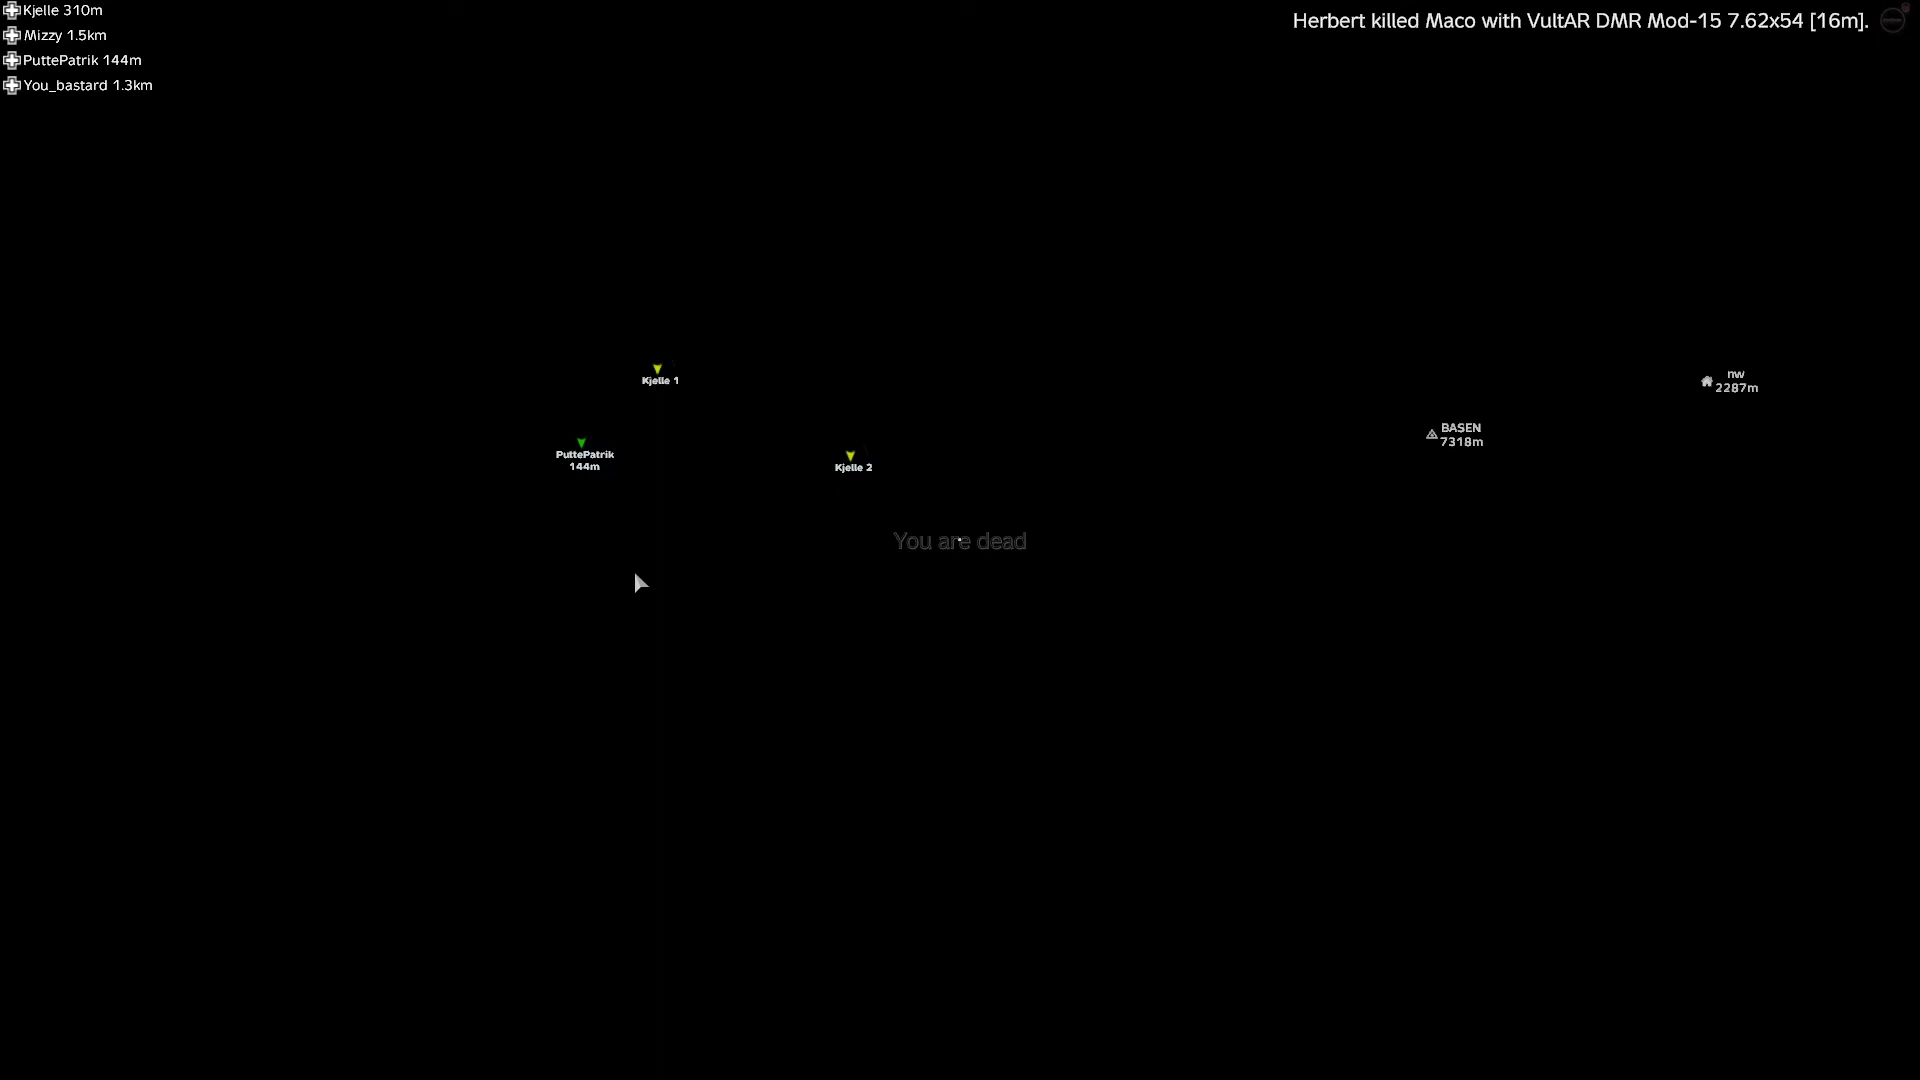 Kjelle 310m
Mizzy 1.5km
PuttePatrik 144m
You_bastard 1.3km
Herbert killed Maco with VultAR DMR Mod-15 7.62x54 [16m].
Kjelle 1
nw
2287m
BASEN
7318m
PuttePatrik
144m
Kjelle 2
You are dead